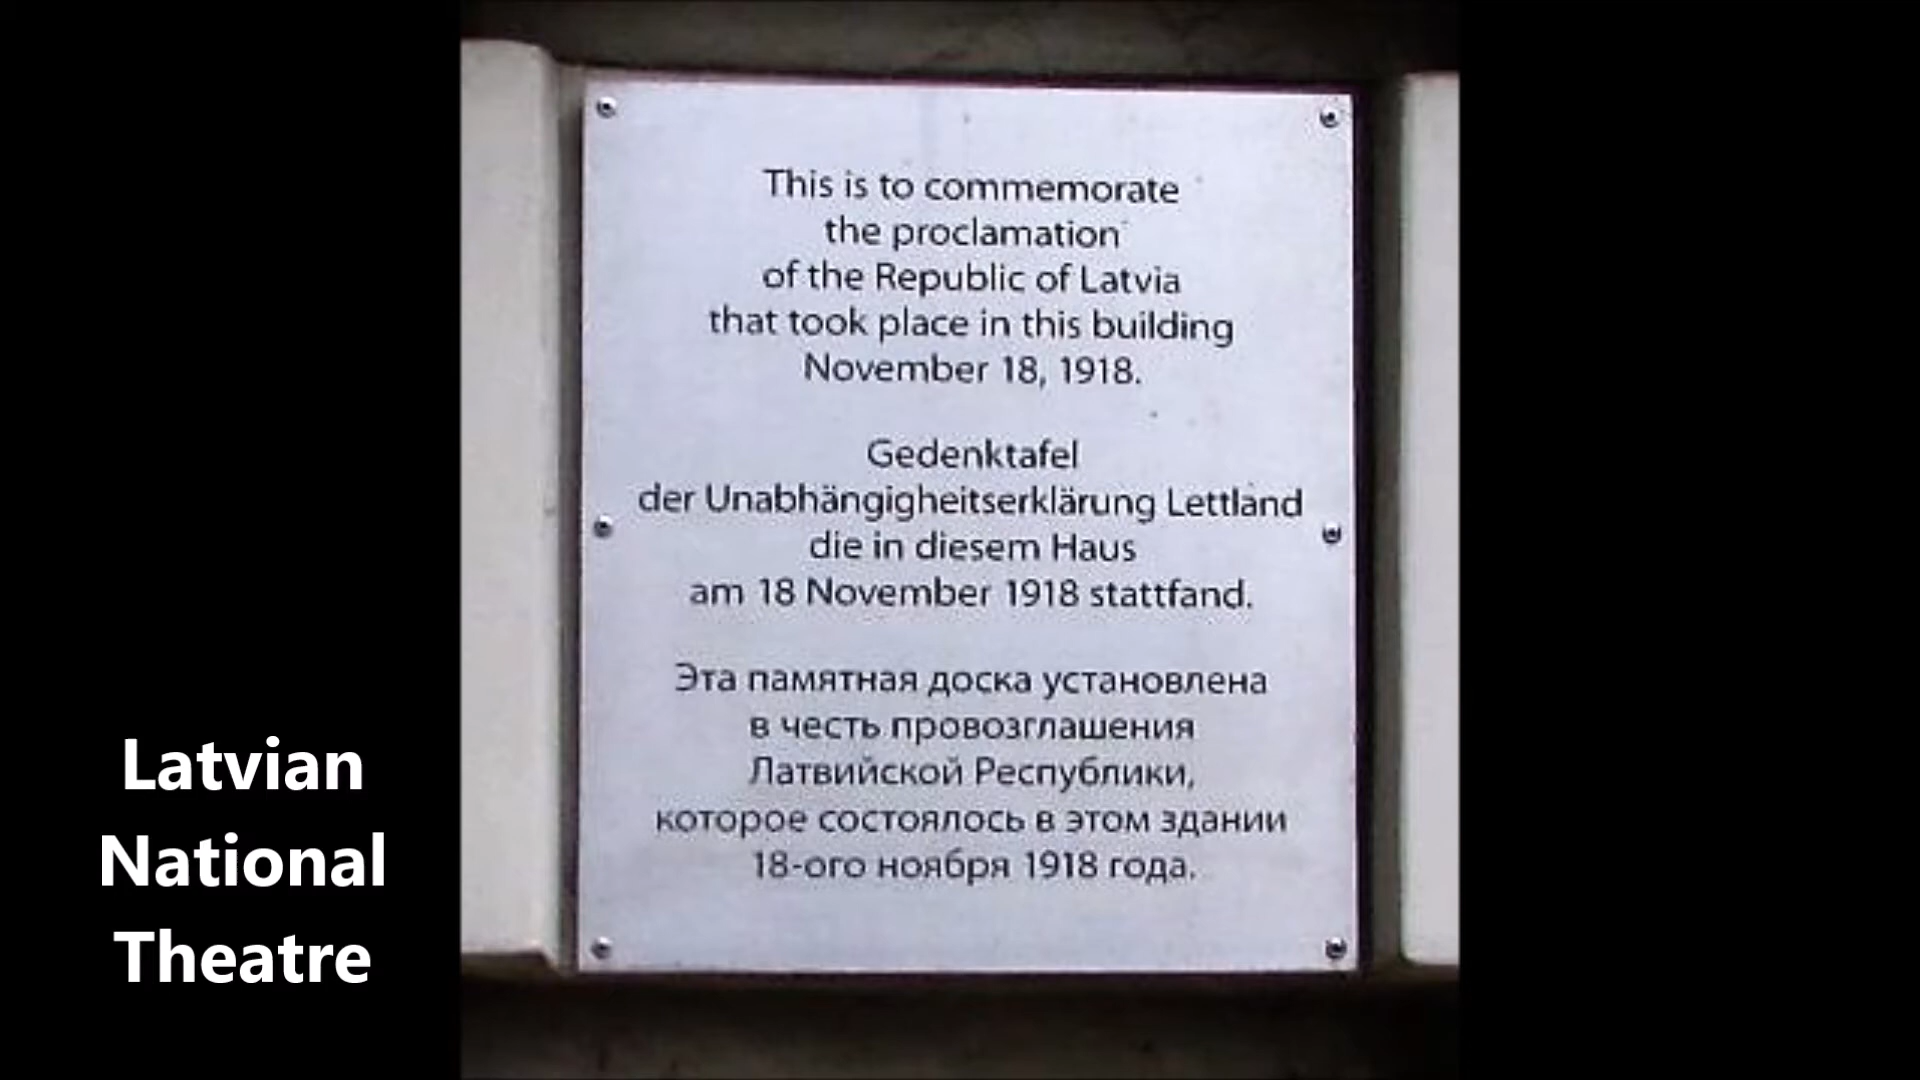 This is to commemorate
the proclamation
of the Republic of Latvia
that took place in this building
November 18, 1918.
Gedenktafel
der Unabhängigheitserklärung Lettland
die in diesem Haus
am 18 November 1918 stattfand.
Эта памятная доска установлена
в честь провозглашения
Латвийской Республики,
которое состоялось в этом здании
18-ого ноября 1918 года.
Latvian
National
Theatre